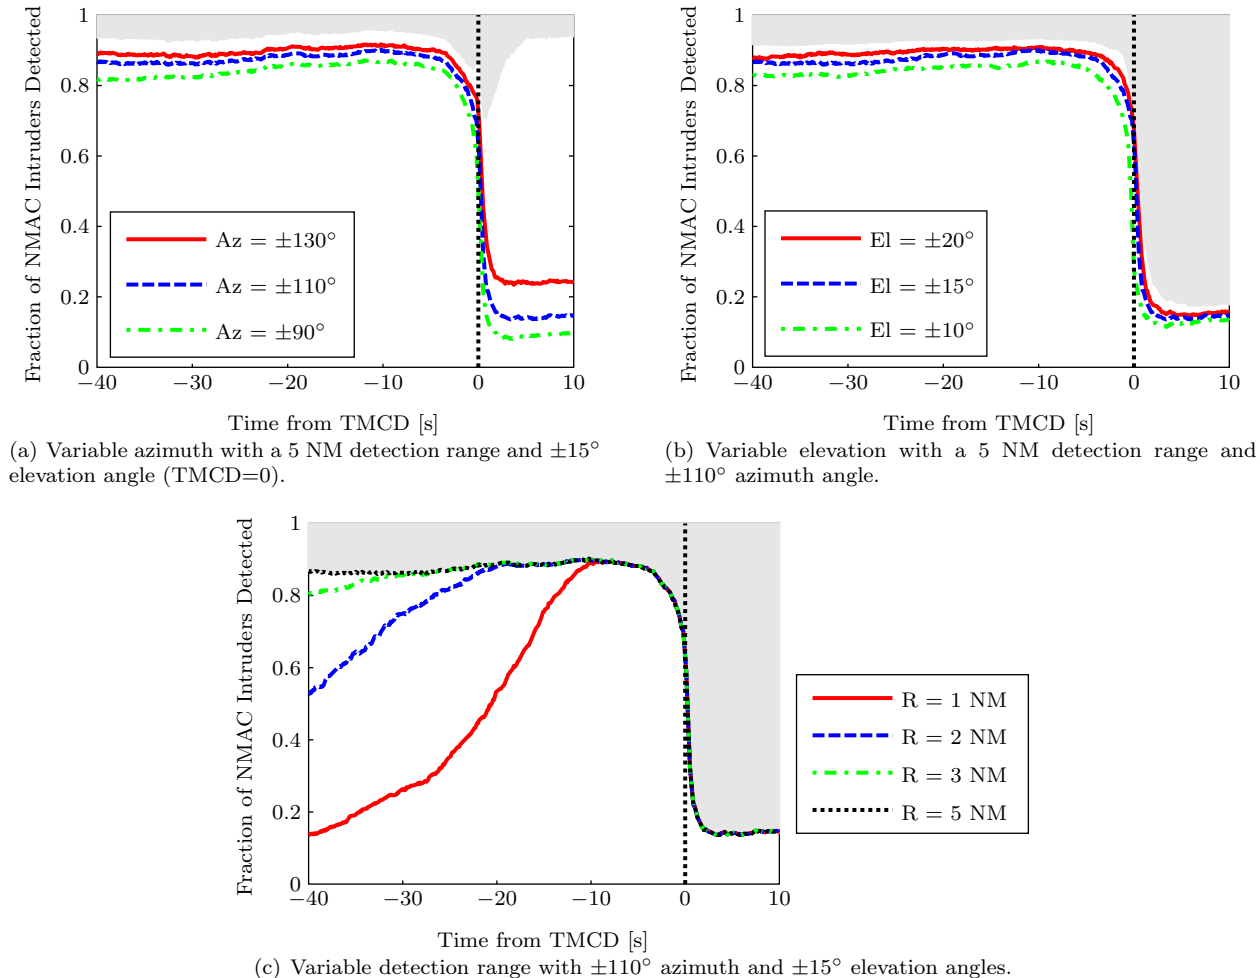 Fraction of NMAC Intruders Detected
1
0.8
0.6
0.4
0.2
0
Az = ±130°
Az = ±110°
Az = ±90°
−40 −30 −20 −10 0 10
Time from TMCD [s]
(a) Variable azimuth with a 5 NM detection range and ±15°
elevation angle (TMCD=0).
Fraction of NMAC Intruders Detected
1
0.8
0.6
0.4
0.2
0
El = ±20°
El = ±15°
El = ±10°
−40 −30 −20 −10 0 10
Time from TMCD [s]
(b) Variable elevation with a 5 NM detection range and
±110° azimuth angle.
Fraction of NMAC Intruders Detected
1
0.8
0.6
0.4
0.2
0
R = 1 NM
R = 2 NM
R = 3 NM
R = 5 NM
−40 −30 −20 −10 0 10
Time from TMCD [s]
(c) Variable detection range with ±110° azimuth and ±15° elevation angles.